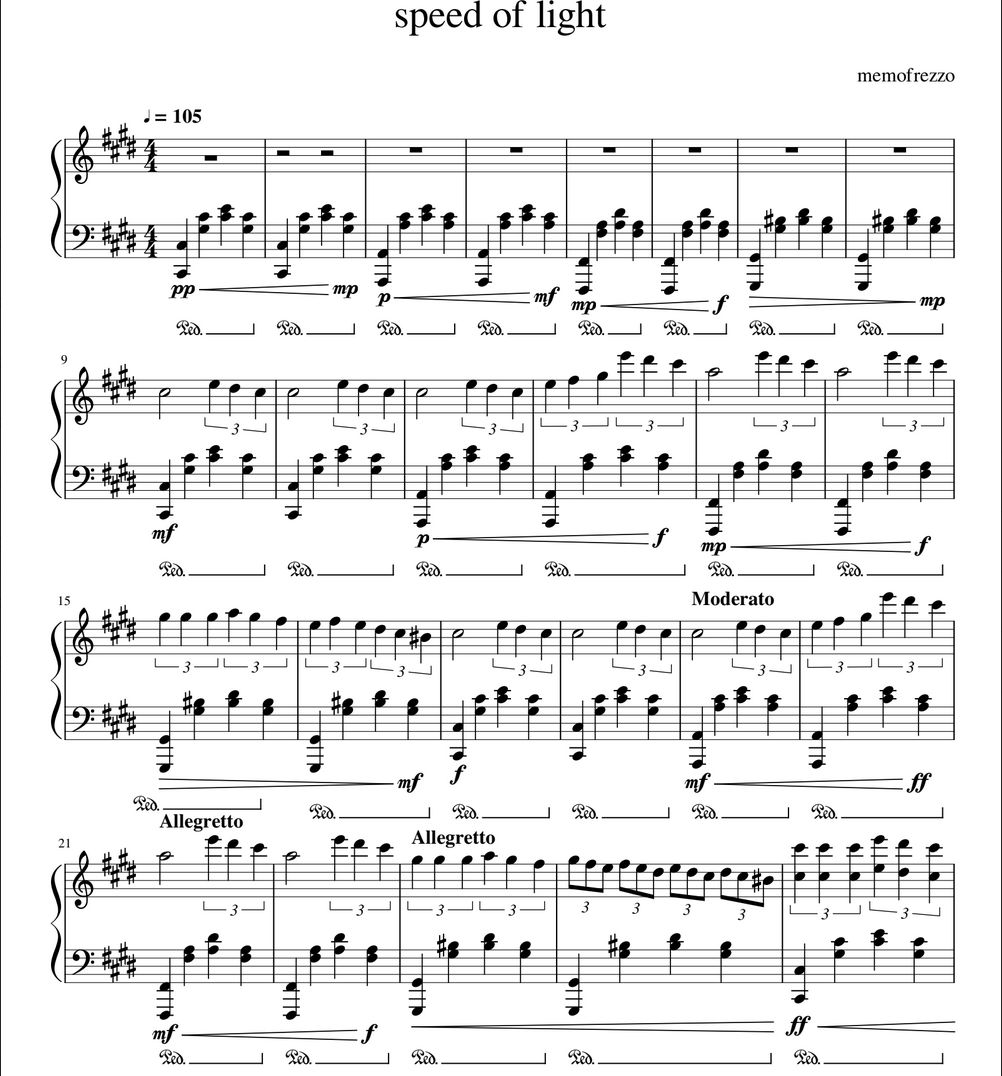 speed of light
memofrezzo
♩ = 105
pp mp p mf mp f mp
Ped. Ped. Ped. Ped. Ped. Ped. Ped. Ped.
9
3 3 3 3 3 3 3
mf p f mp f
Ped. Ped. Ped. Ped. Ped. Ped.
15
Moderato
3 3 3 3 3 3 3 3 3
mf f mf ff
Ped. Ped. Ped. Ped. Ped. Ped.
21
Allegretto
Allegretto
3 3 3 3 3 3 3 3 3 3
mf f ff
Ped. Ped. Ped. Ped. Ped.